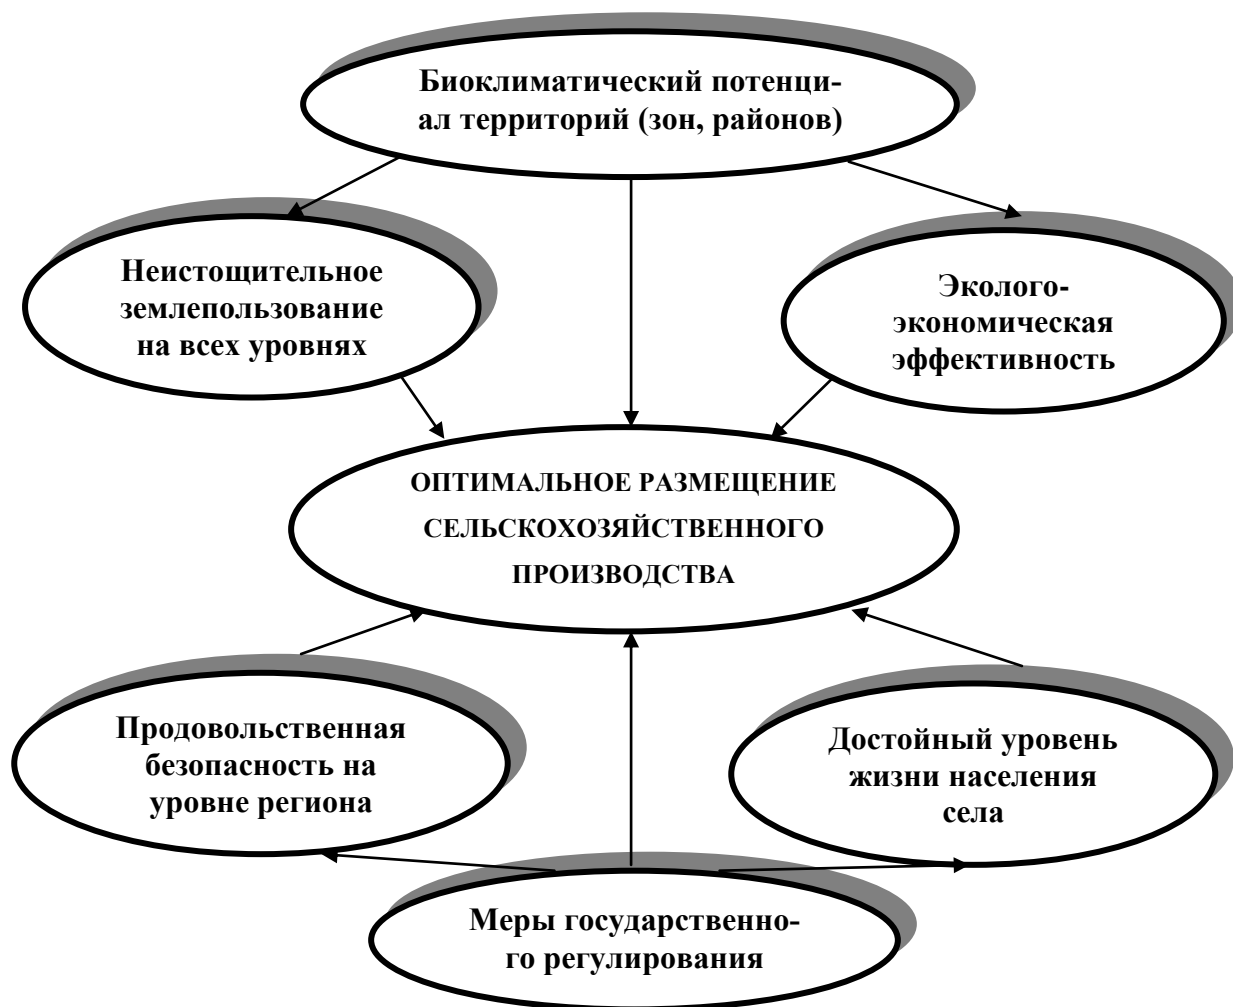 Биоклиматический потенци-
ал территорий (зон, районов)
Неистощительное
землепользование
на всех уровнях
Эколого-
экономическая
эффективность
ОПТИМАЛЬНОЕ РАЗМЕЩЕНИЕ
СЕЛЬСКОХОЗЯЙСТВЕННОГО
ПРОИЗВОДСТВА
Продовольственная
безопасность на
уровне региона
Достойный уровень
жизни населения
села
Меры государственно-
го регулирования